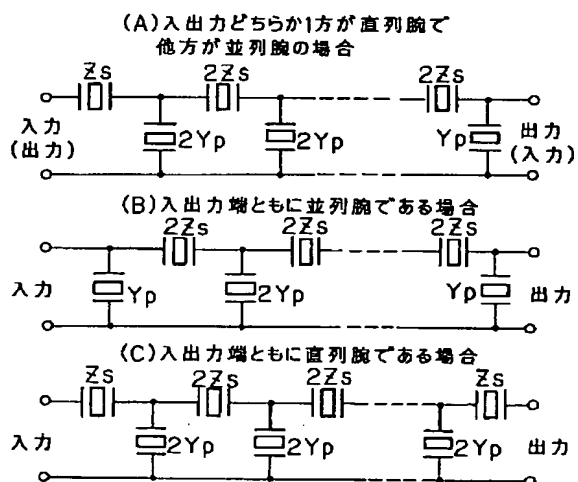 (A)入出力どちらか1方が直列腕で
他方が並列腕の場合
Zs 2Zs 2Zs
入力
(出力)
2Yp 2Yp Yp
出力
(入力)
(B)入出力端ともに並列腕である場合
2Zs 2Zs 2Zs
入力 Yp 2Yp Yp 出力
(C)入出力端ともに直列腕である場合
Zs 2Zs 2Zs Zs
入力 2Yp 2Yp 2Yp 出力